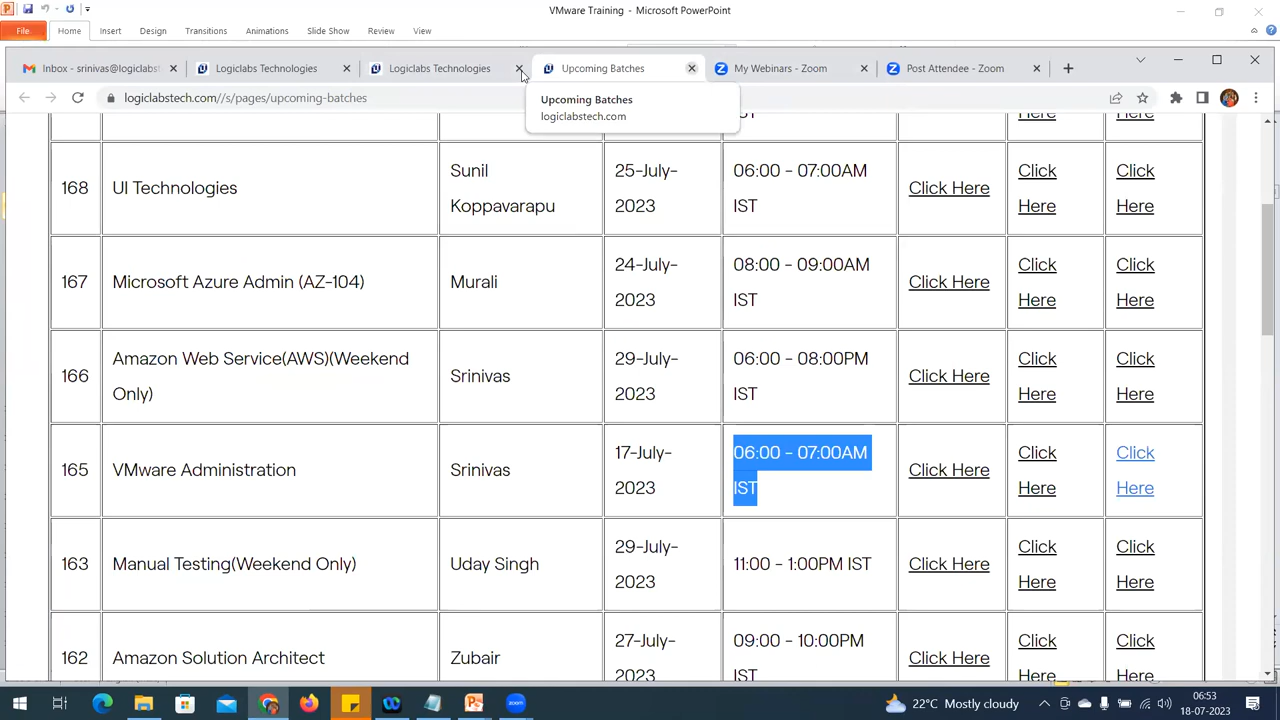 VMware Training - Microsoft PowerPoint
File Home Insert Design Transitions Animations Slide Show Review View
Inbox - srinivas@logiclabst Logiclabs Technologies Logiclabs Technologies Upcoming Batches My Webinars - Zoom Post Attendee - Zoom
logiclabstech.com//s/pages/upcoming-batches
Upcoming Batches
logiclabstech.com
IST Here Here
168 UI Technologies Sunil Koppavarapu 25-July-2023 06:00 - 07:00AM IST Click Here Click Here Click Here
167 Microsoft Azure Admin (AZ-104) Murali 24-July-2023 08:00 - 09:00AM IST Click Here Click Here Click Here
166 Amazon Web Service(AWS)(Weekend Only) Srinivas 29-July-2023 06:00 - 08:00PM IST Click Here Click Here Click Here
165 VMware Administration Srinivas 17-July-2023 06:00 - 07:00AM IST Click Here Click Here Click Here
163 Manual Testing(Weekend Only) Uday Singh 29-July-2023 11:00 - 1:00PM IST Click Here Click Here Click Here
162 Amazon Solution Architect Zubair 27-July-2023 09:00 - 10:00PM IST Click Here Click Here Click Here
22°C Mostly cloudy
06:53
18-07-2023